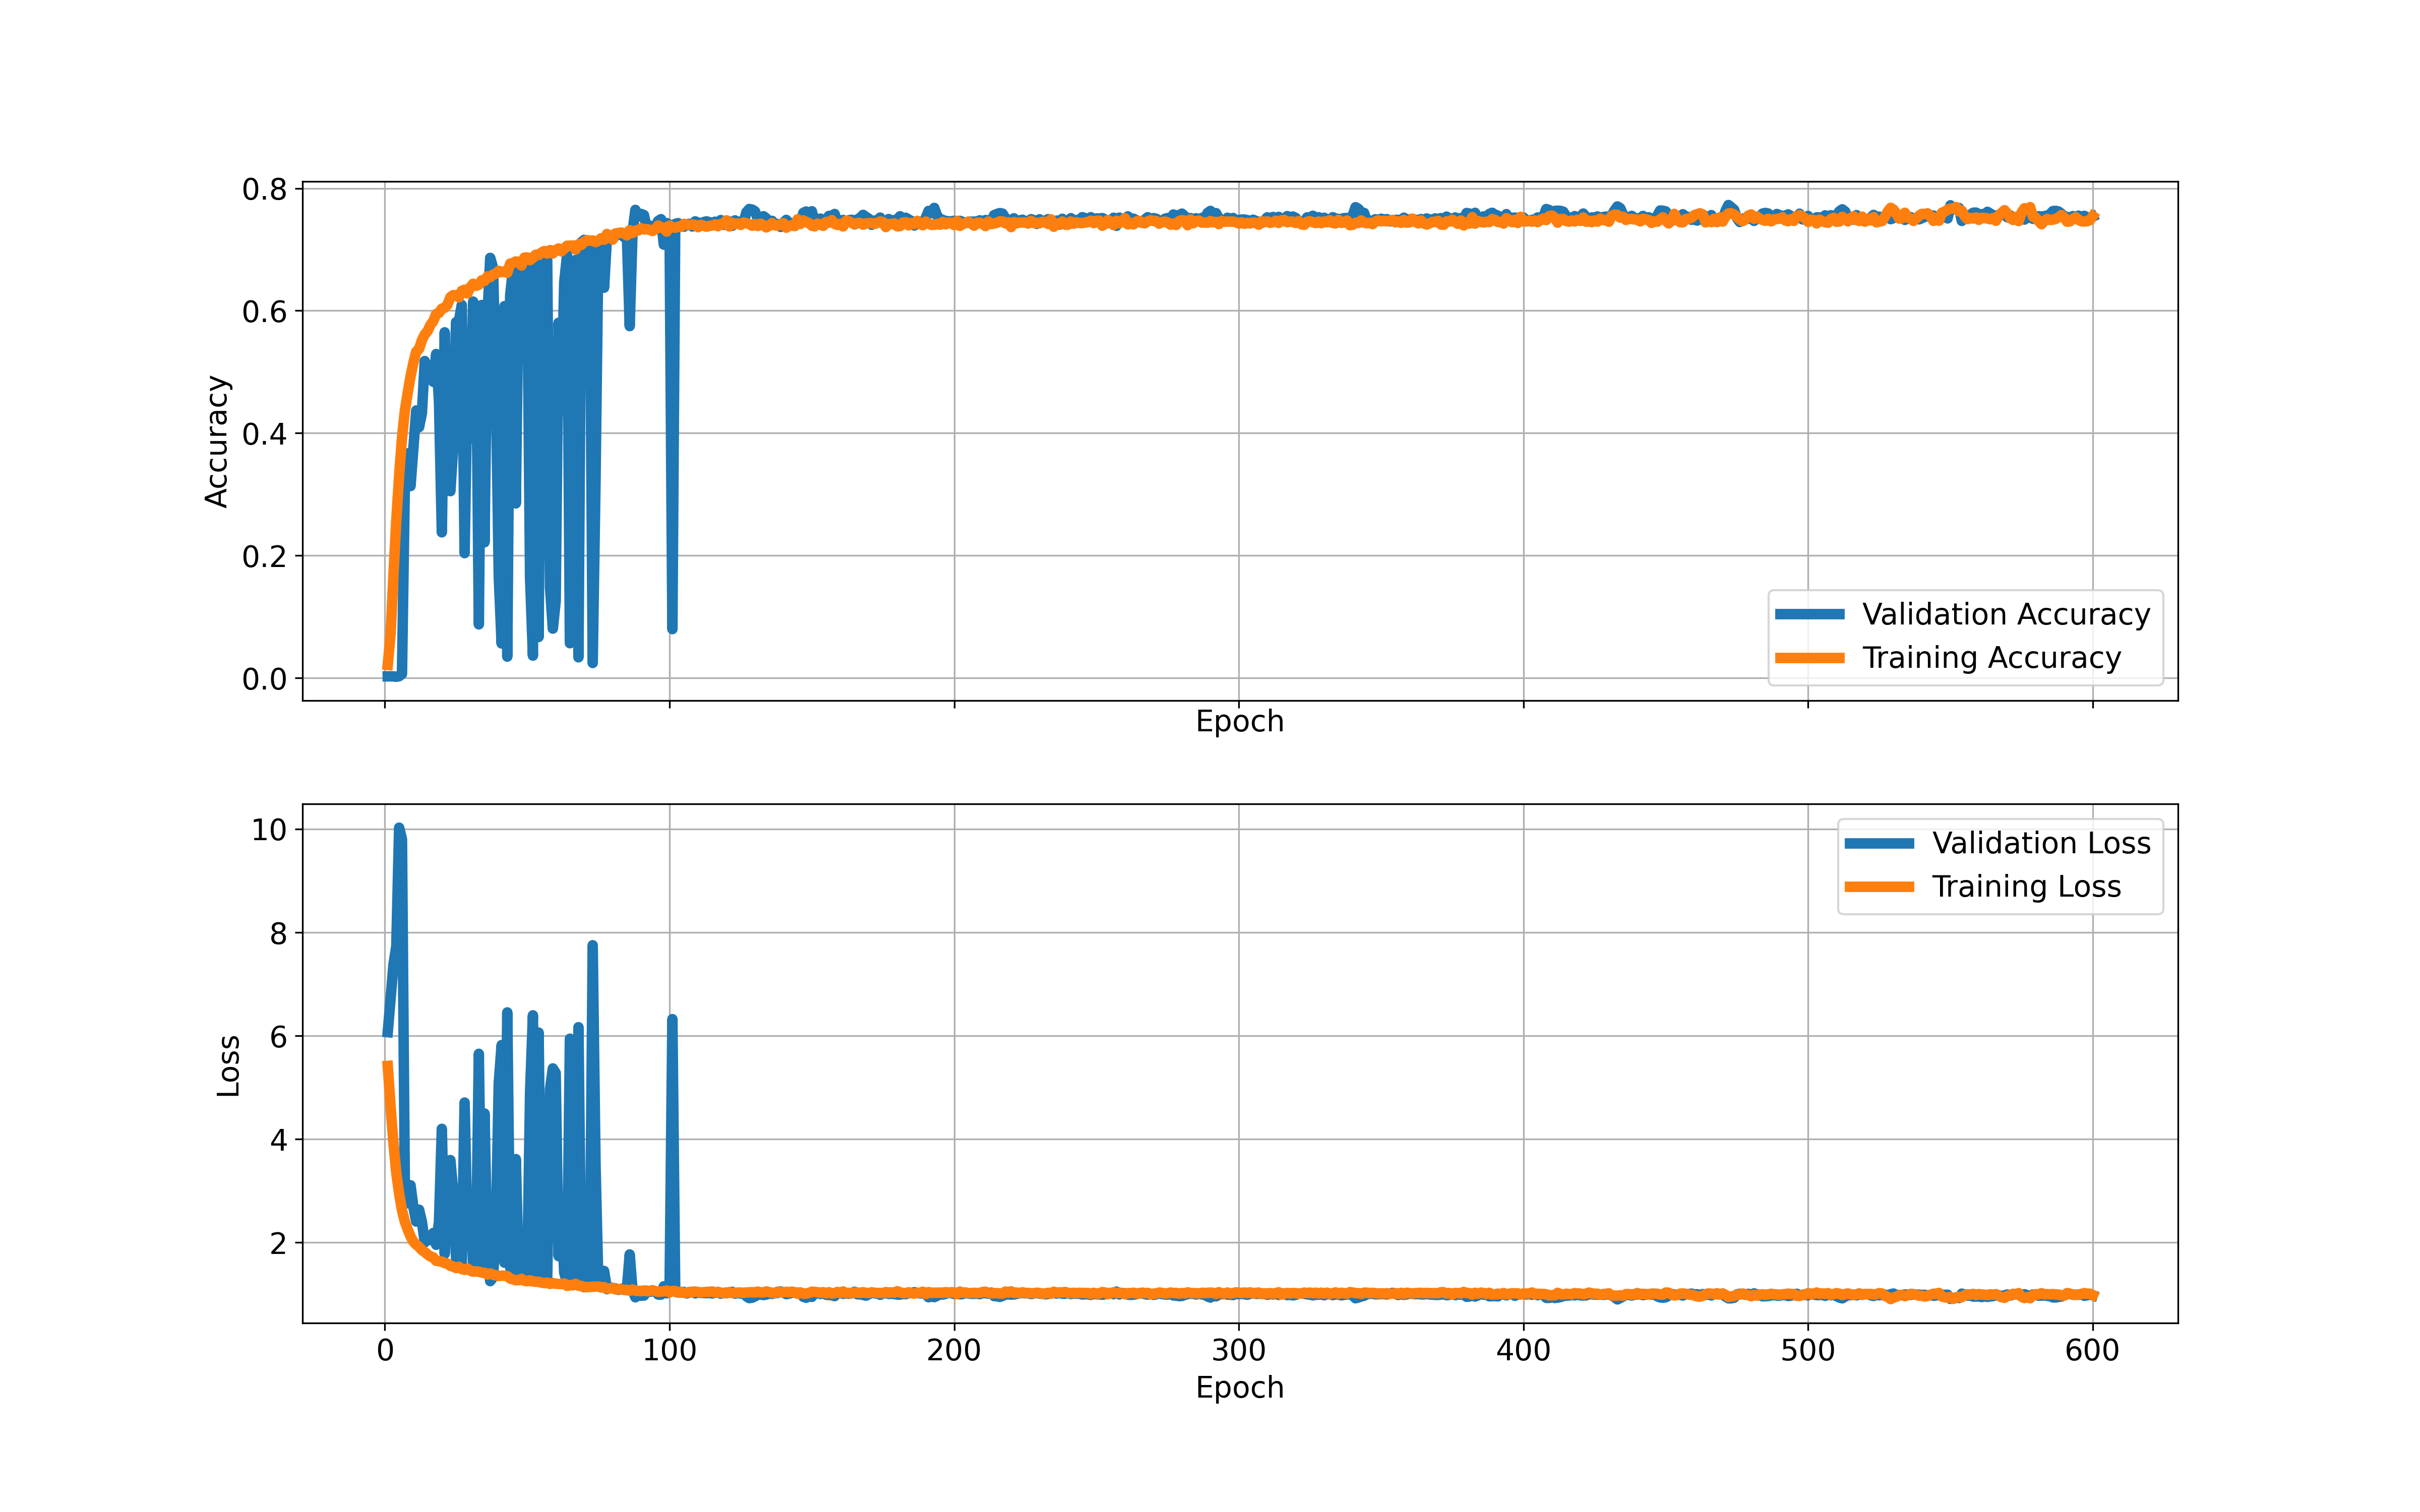 0.8
0.6
0.4
0.2
0.0
Accuracy
Validation Accuracy
Training Accuracy
Epoch
10
8
6
4
2
Loss
Validation Loss
Training Loss
0 100 200 300 400 500 600
Epoch